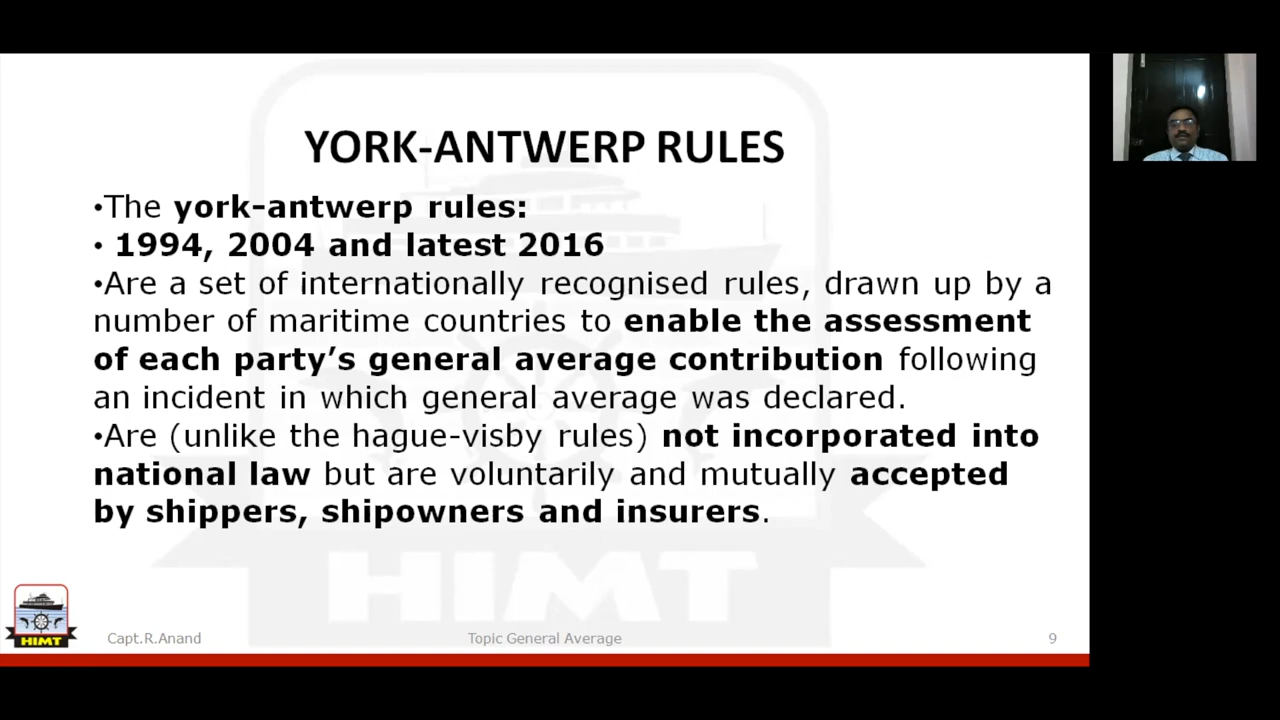 YORK-ANTWERP RULES
•The york-antwerp rules:
• 1994, 2004 and latest 2016
•Are a set of internationally recognised rules, drawn up by a
number of maritime countries to enable the assessment
of each party’s general average contribution following
an incident in which general average was declared.
•Are (unlike the hague-visby rules) not incorporated into
national law but are voluntarily and mutually accepted
by shippers, shipowners and insurers.
HIMT
HIMT
Capt.R.Anand
Topic General Average
9